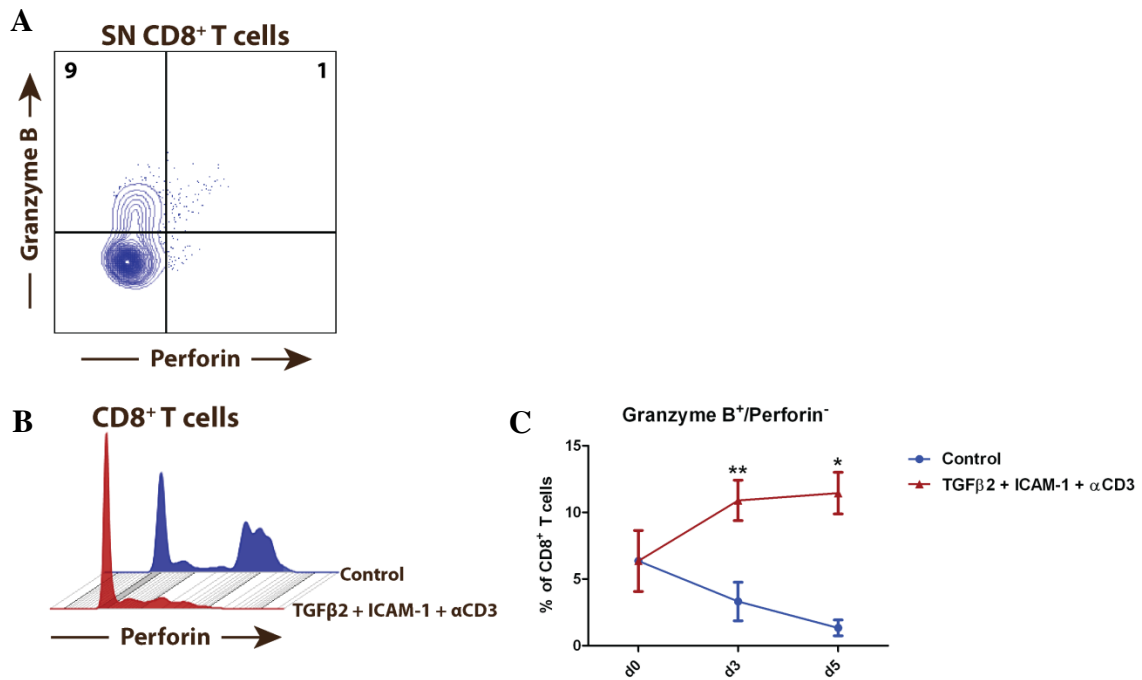 A
SN CD8⁺ T cells
9
1
Granzyme B
Perforin
B
CD8⁺ T cells
Control
TGFβ2 + ICAM-1 + αCD3
Perforin
C
Granzyme B⁺/Perforin⁻
% of CD8⁺ T cells
15
10
5
0
**
*
d0
d3
d5
Control
TGFβ2 + ICAM-1 + αCD3